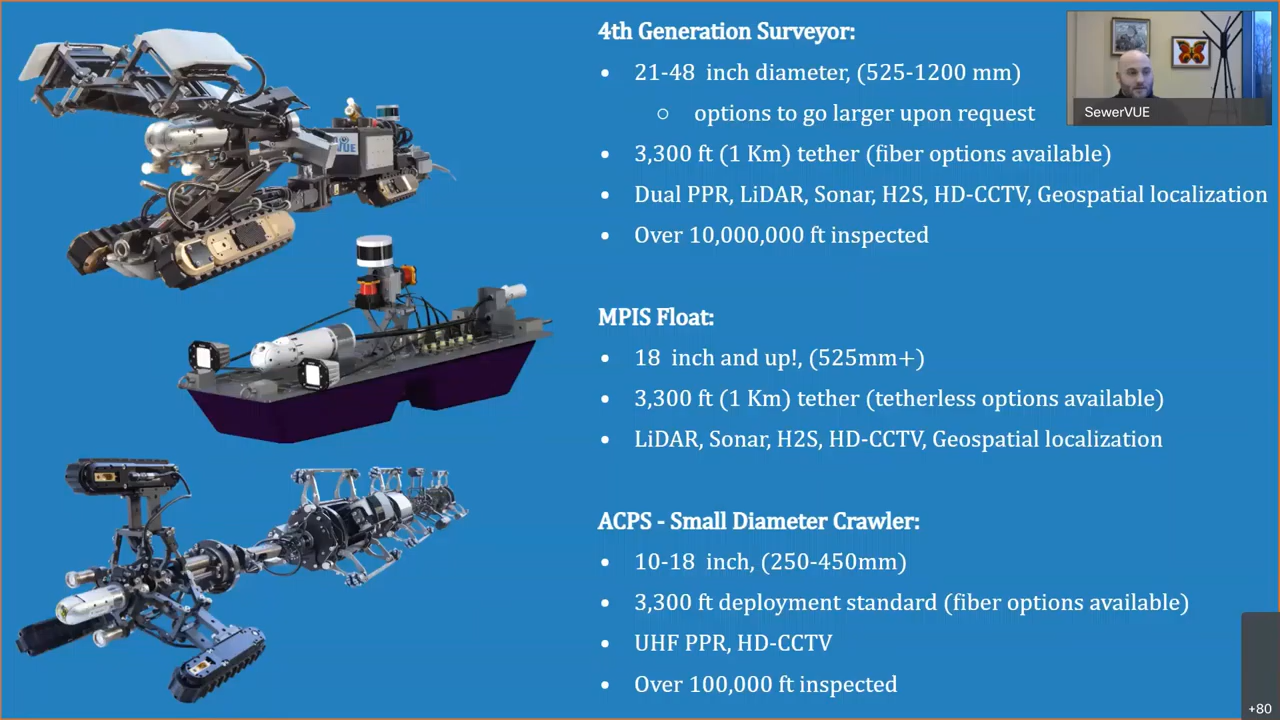 4th Generation Surveyor:
• 21-48 inch diameter, (525-1200 mm)
○ options to go larger upon request
• 3,300 ft (1 Km) tether (fiber options available)
• Dual PPR, LiDAR, Sonar, H2S, HD-CCTV, Geospatial localization
• Over 10,000,000 ft inspected
SewerVUE
VUE
MPIS Float:
• 18 inch and up!, (525mm+)
• 3,300 ft (1 Km) tether (tetherless options available)
• LiDAR, Sonar, H2S, HD-CCTV, Geospatial localization
ACPS - Small Diameter Crawler:
• 10-18 inch, (250-450mm)
• 3,300 ft deployment standard (fiber options available)
• UHF PPR, HD-CCTV
• Over 100,000 ft inspected
+80